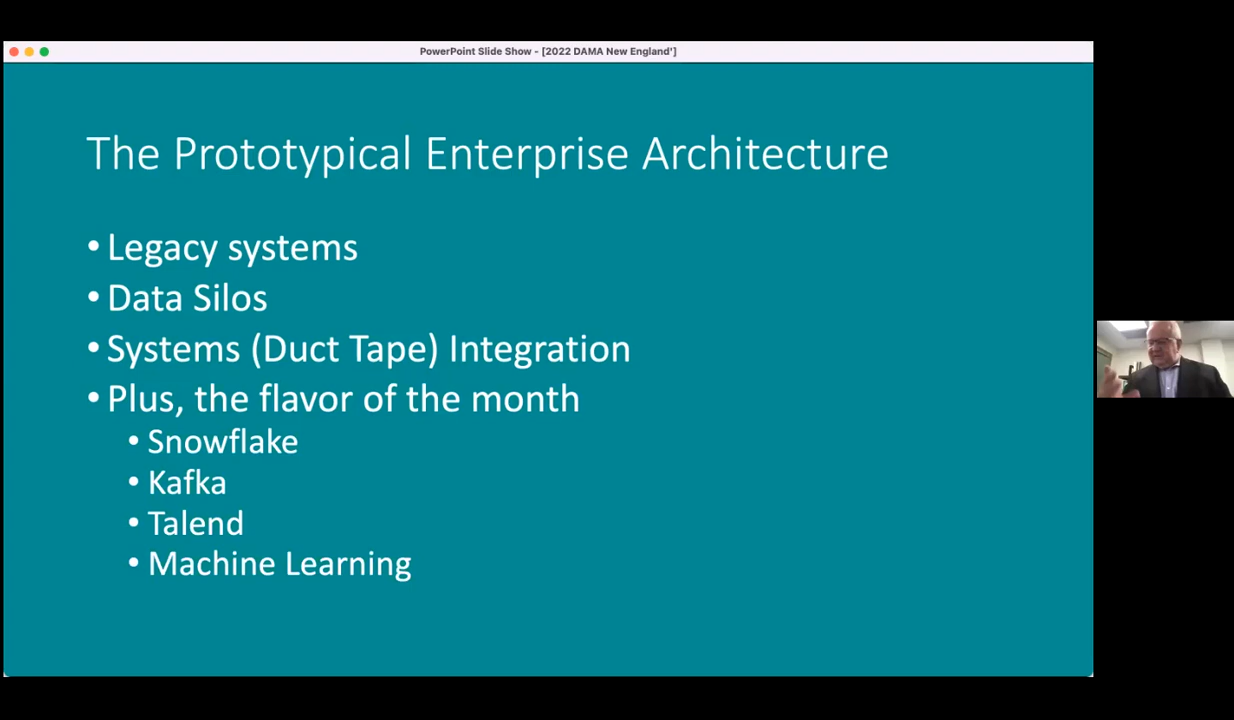 PowerPoint Slide Show - [2022 DAMA New England']
The Prototypical Enterprise Architecture
• Legacy systems
• Data Silos
• Systems (Duct Tape) Integration
• Plus, the flavor of the month
• Snowflake
• Kafka
• Talend
• Machine Learning